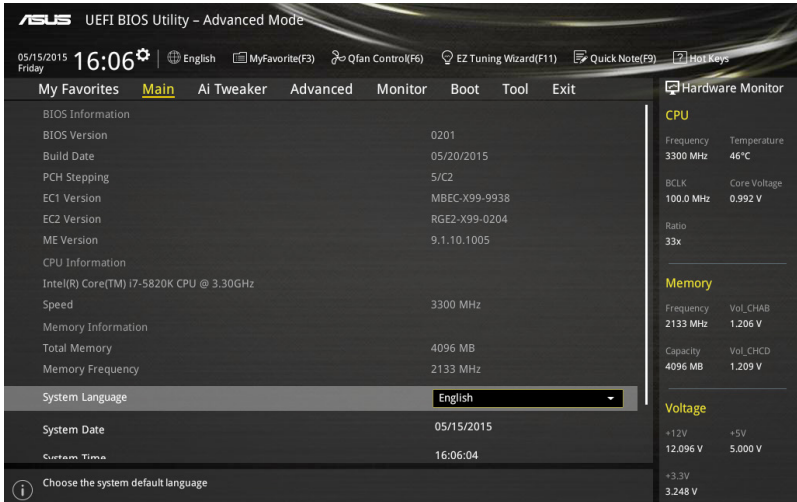 ASUS UEFI BIOS Utility – Advanced Mode
05/15/2015
Friday
16:06
English MyFavorite(F3) Qfan Control(F6) EZ Tuning Wizard(F11) Quick Note(F9) ? Hot Keys
My Favorites Main Ai Tweaker Advanced Monitor Boot Tool Exit
BIOS Information
BIOS Version 0201
Build Date 05/20/2015
PCH Stepping 5/C2
EC1 Version MBEC-X99-9938
EC2 Version RGE2-X99-0204
ME Version 9.1.10.1005
CPU Information
Intel(R) Core(TM) i7-5820K CPU @ 3.30GHz
Speed 3300 MHz
Memory Information
Total Memory 4096 MB
Memory Frequency 2133 MHz
System Language English
System Date 05/15/2015
System Time 16:06:04
i Choose the system default language
Hardware Monitor
CPU
Frequency Temperature
3300 MHz 46°C
BCLK Core Voltage
100.0 MHz 0.992 V
Ratio
33x
Memory
Frequency Vol_CHAB
2133 MHz 1.206 V
Capacity Vol_CHCD
4096 MB 1.209 V
Voltage
+12V +5V
12.096 V 5.000 V
+3.3V
3.248 V